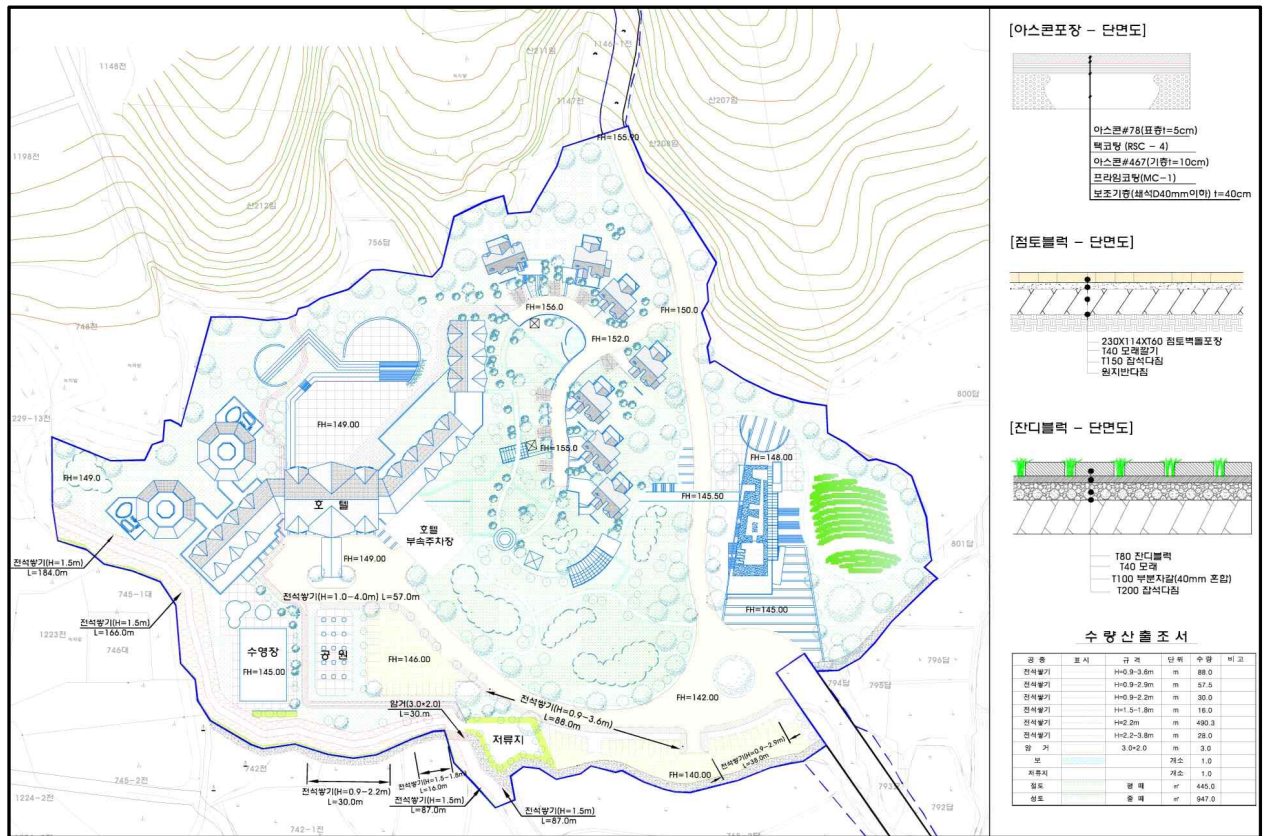 산211임
1146-1전
1148전
산207임
1147전
FH=155.90
산208임
1198전
산212임
756답
748전
FH=156.0
FH=150.0
FH=152.0
800답
229-13전
FH=149.00
FH=155.0
FH=148.00
FH=149.0
FH=145.50
호 텔
호텔
부속주차장
801답
FH=149.00
전석쌓기(H=1.5m)
L=184.0m
전석쌓기(H=1.0-4.0m) L=57.0m
FH=145.00
745-1대
전석쌓기(H=1.5m)
L=166.0m
1223전
746대
수영장
공 원
FH=145.00
FH=146.00
796답
794답
795답
FH=142.00
전석쌓기(H=0.9-3.6m)
L=88.0m
암거(3.0*2.0)
L=30.m
저류지
전석쌓기(H=0.9-2.9m)
L=38.0m
742전
745-2전
FH=140.00
전석쌓기(H=1.5-1.8m)
L=16.0m
전석쌓기(H=0.9-2.2m)
L=30.0m
전석쌓기(H=1.5m)
L=87.0m
전석쌓기(H=1.5m)
L=87.0m
1224-2전
742-1전
792답
[아스콘포장 - 단면도]
아스콘#78(표층t=5cm)
택코팅 (RSC - 4)
아스콘#467(기층t=10cm)
프라임코팅(MC-1)
보조기층(쇄석D40mm이하) t=40cm
[점토블럭 - 단면도]
230X114XT60 점토벽돌포장
T40 모래깔기
T150 잡석다짐
원지반다짐
[잔디블럭 - 단면도]
T80 잔디블럭
T40 모래
T100 부분자갈(40mm 혼합)
T200 잡석다짐
수 량 산 출 조 서
공 종 표 시 규 격 단 위 수 량 비 고
전석쌓기 H=0.9-3.6m m 88.0
전석쌓기 H=0.9-2.9m m 57.5
전석쌓기 H=0.9-2.2m m 30.0
전석쌓기 H=1.5-1.8m m 16.0
전석쌓기 H=2.2m m 490.3
전석쌓기 H=2.2-3.8m m 28.0
암 거 3.0*2.0 m 3.0
보 개소 1.0
저류지 개소 1.0
절토 평 떼 ㎡ 445.0
성토 줄 떼 ㎡ 947.0